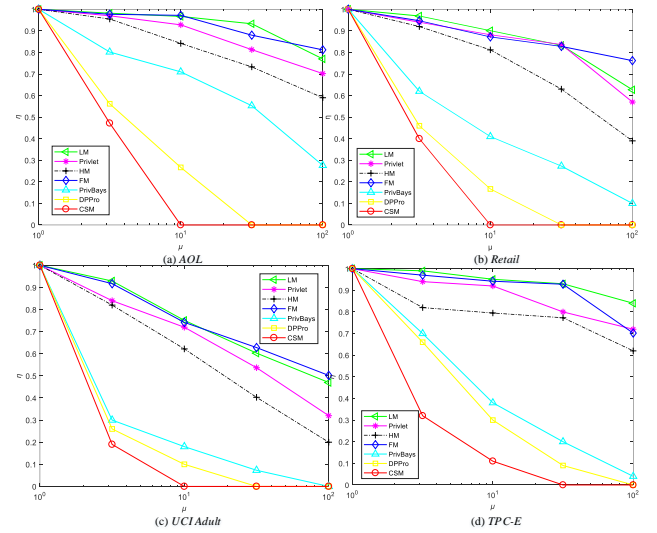 1
0.9
0.8
0.7
0.6
0.5
0.4
0.3
0.2
0.1
0
η
LM
Privlet
HM
FM
PrivBays
DPPro
CSM
10^0
10^1
10^2
μ
(a) AOL
1
0.9
0.8
0.7
0.6
0.5
0.4
0.3
0.2
0.1
0
η
LM
Privlet
HM
FM
PrivBays
DPPro
CSM
10^0
10^1
10^2
μ
(b) Retail
1
0.9
0.8
0.7
0.6
0.5
0.4
0.3
0.2
0.1
0
η
LM
Privlet
HM
FM
PrivBays
DPPro
CSM
10^0
10^1
10^2
μ
(c) UCI Adult
1
0.9
0.8
0.7
0.6
0.5
0.4
0.3
0.2
0.1
0
η
LM
Privlet
HM
FM
PrivBays
DPPro
CSM
10^0
10^1
10^2
μ
(d) TPC-E